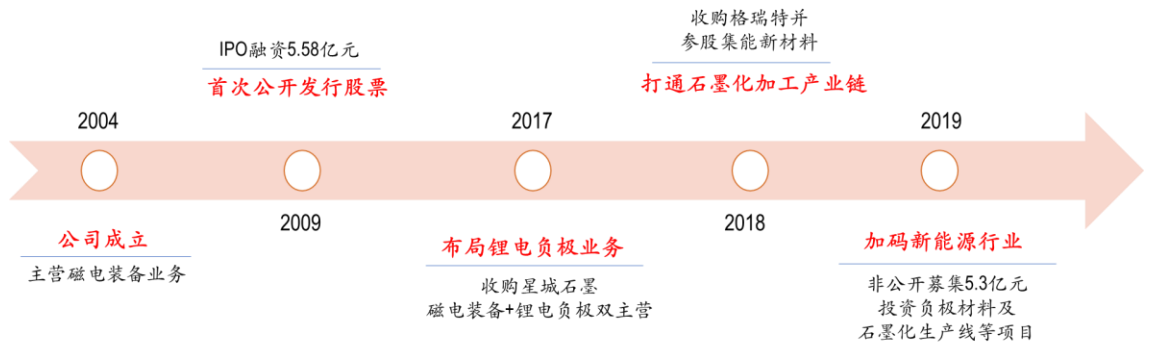 2004
公司成立
主营磁电装备业务
IPO融资5.58亿元
首次公开发行股票
2009
2017
布局锂电负极业务
收购星城石墨
磁电装备+锂电负极双主营
收购格瑞特并
参股集能新材料
打通石墨化加工产业链
2018
2019
加码新能源行业
非公开募集5.3亿元
投资负极材料及
石墨化生产线等项目